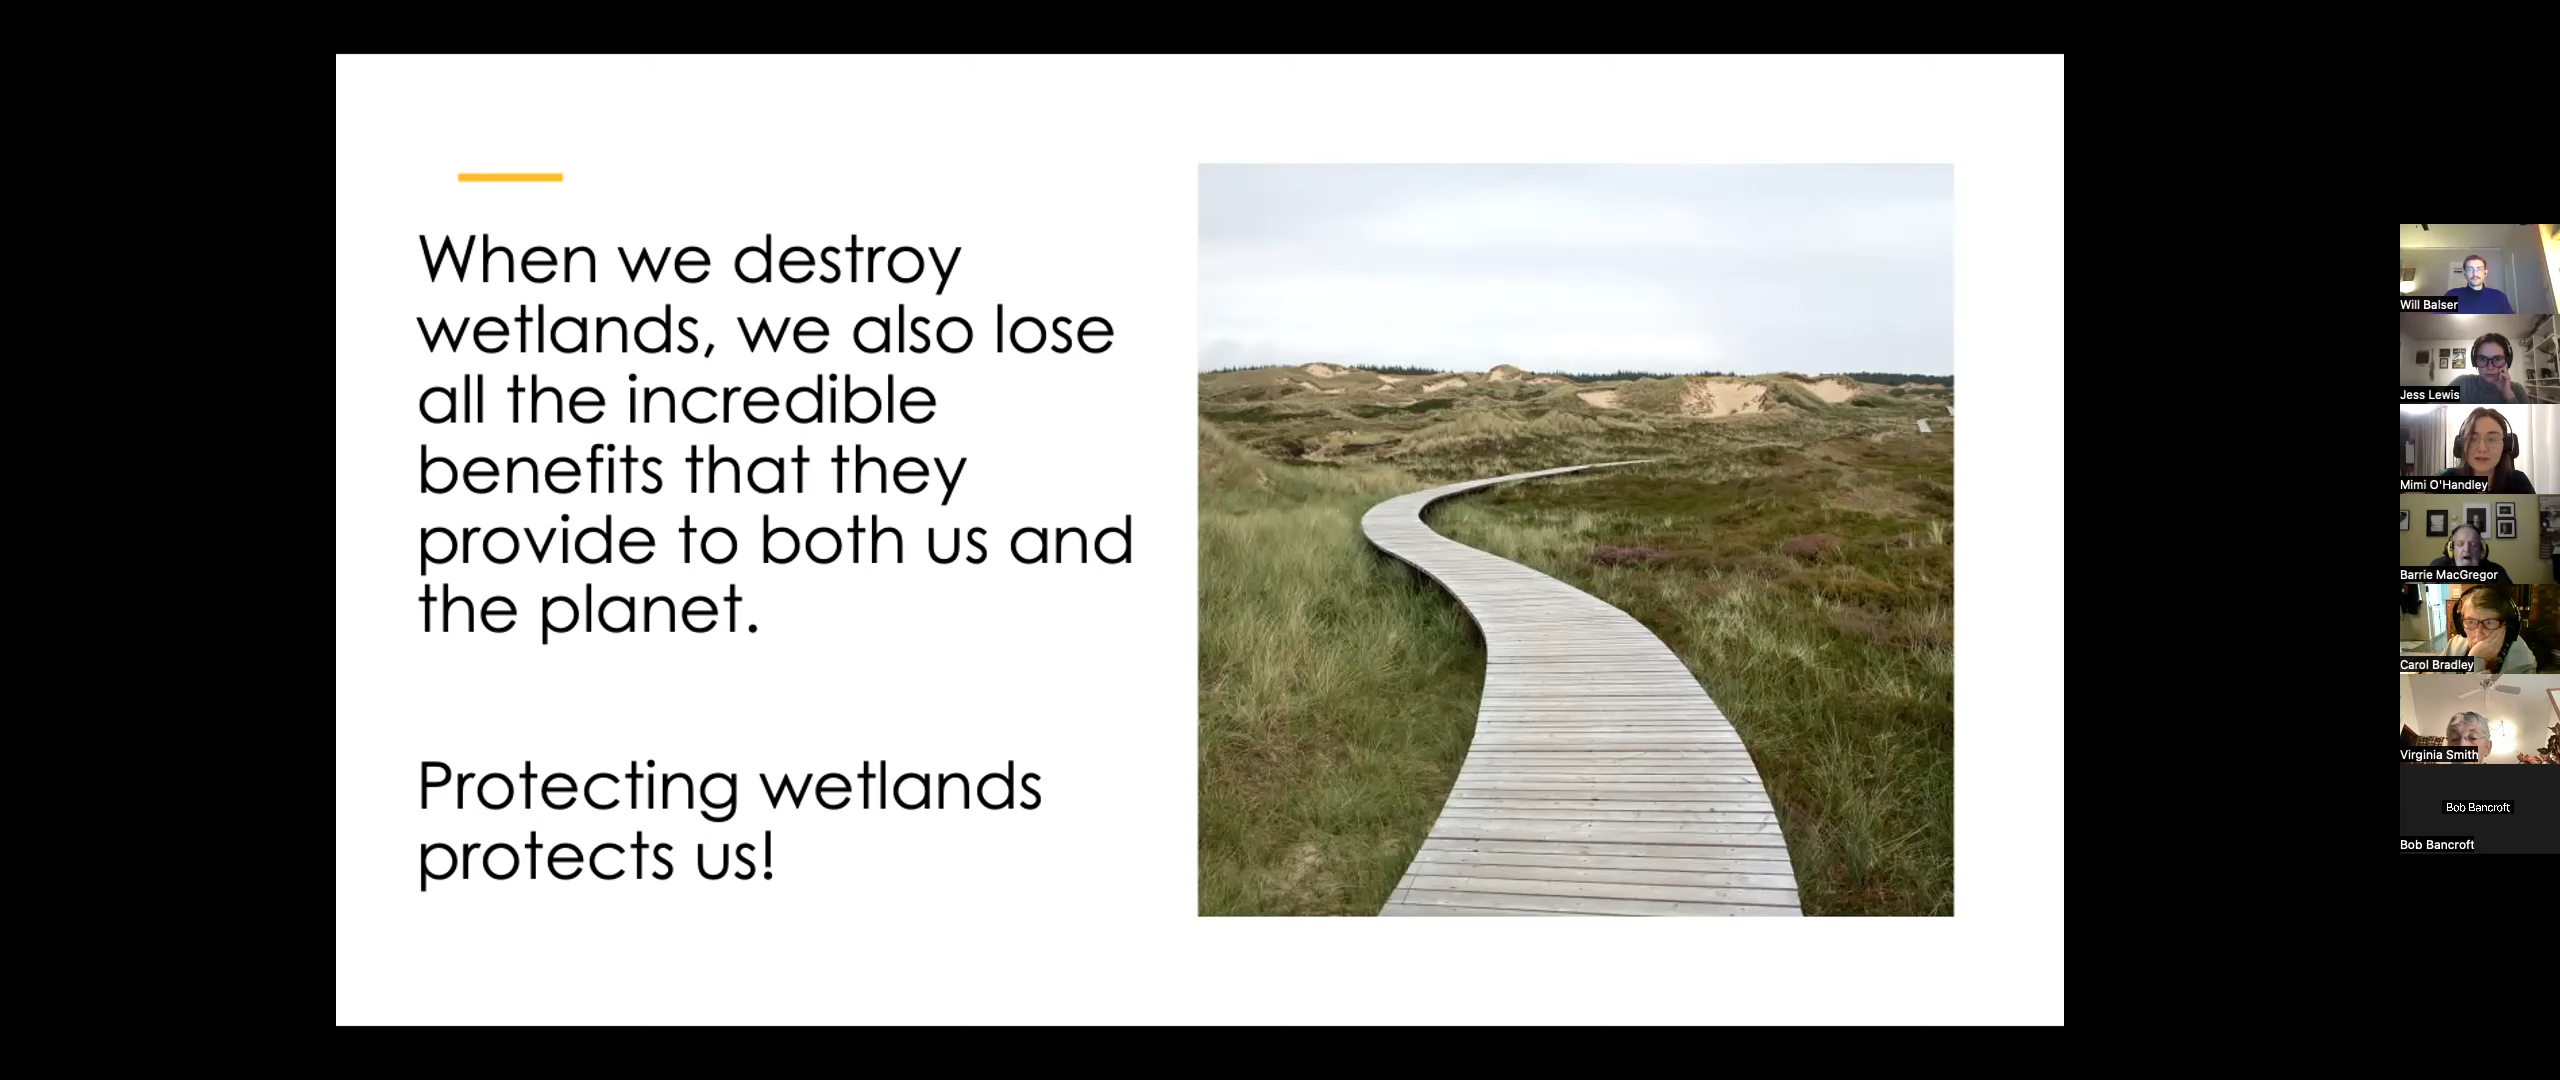 When we destroy
wetlands, we also lose
all the incredible
benefits that they
provide to both us and
the planet.
Protecting wetlands
protects us!
Will Balser
Jess Lewis
Mimi O'Handley
Barrie MacGregor
Carol Bradley
Virginia Smith
Bob Bancroft
Bob Bancroft